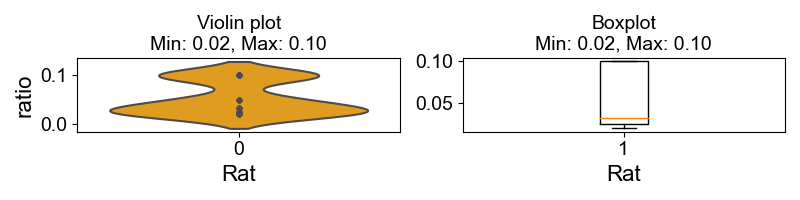 Violin plot
Min: 0.02, Max: 0.10
ratio
0.1
0.0
0
Rat
Boxplot
Min: 0.02, Max: 0.10
0.10
0.05
1
Rat